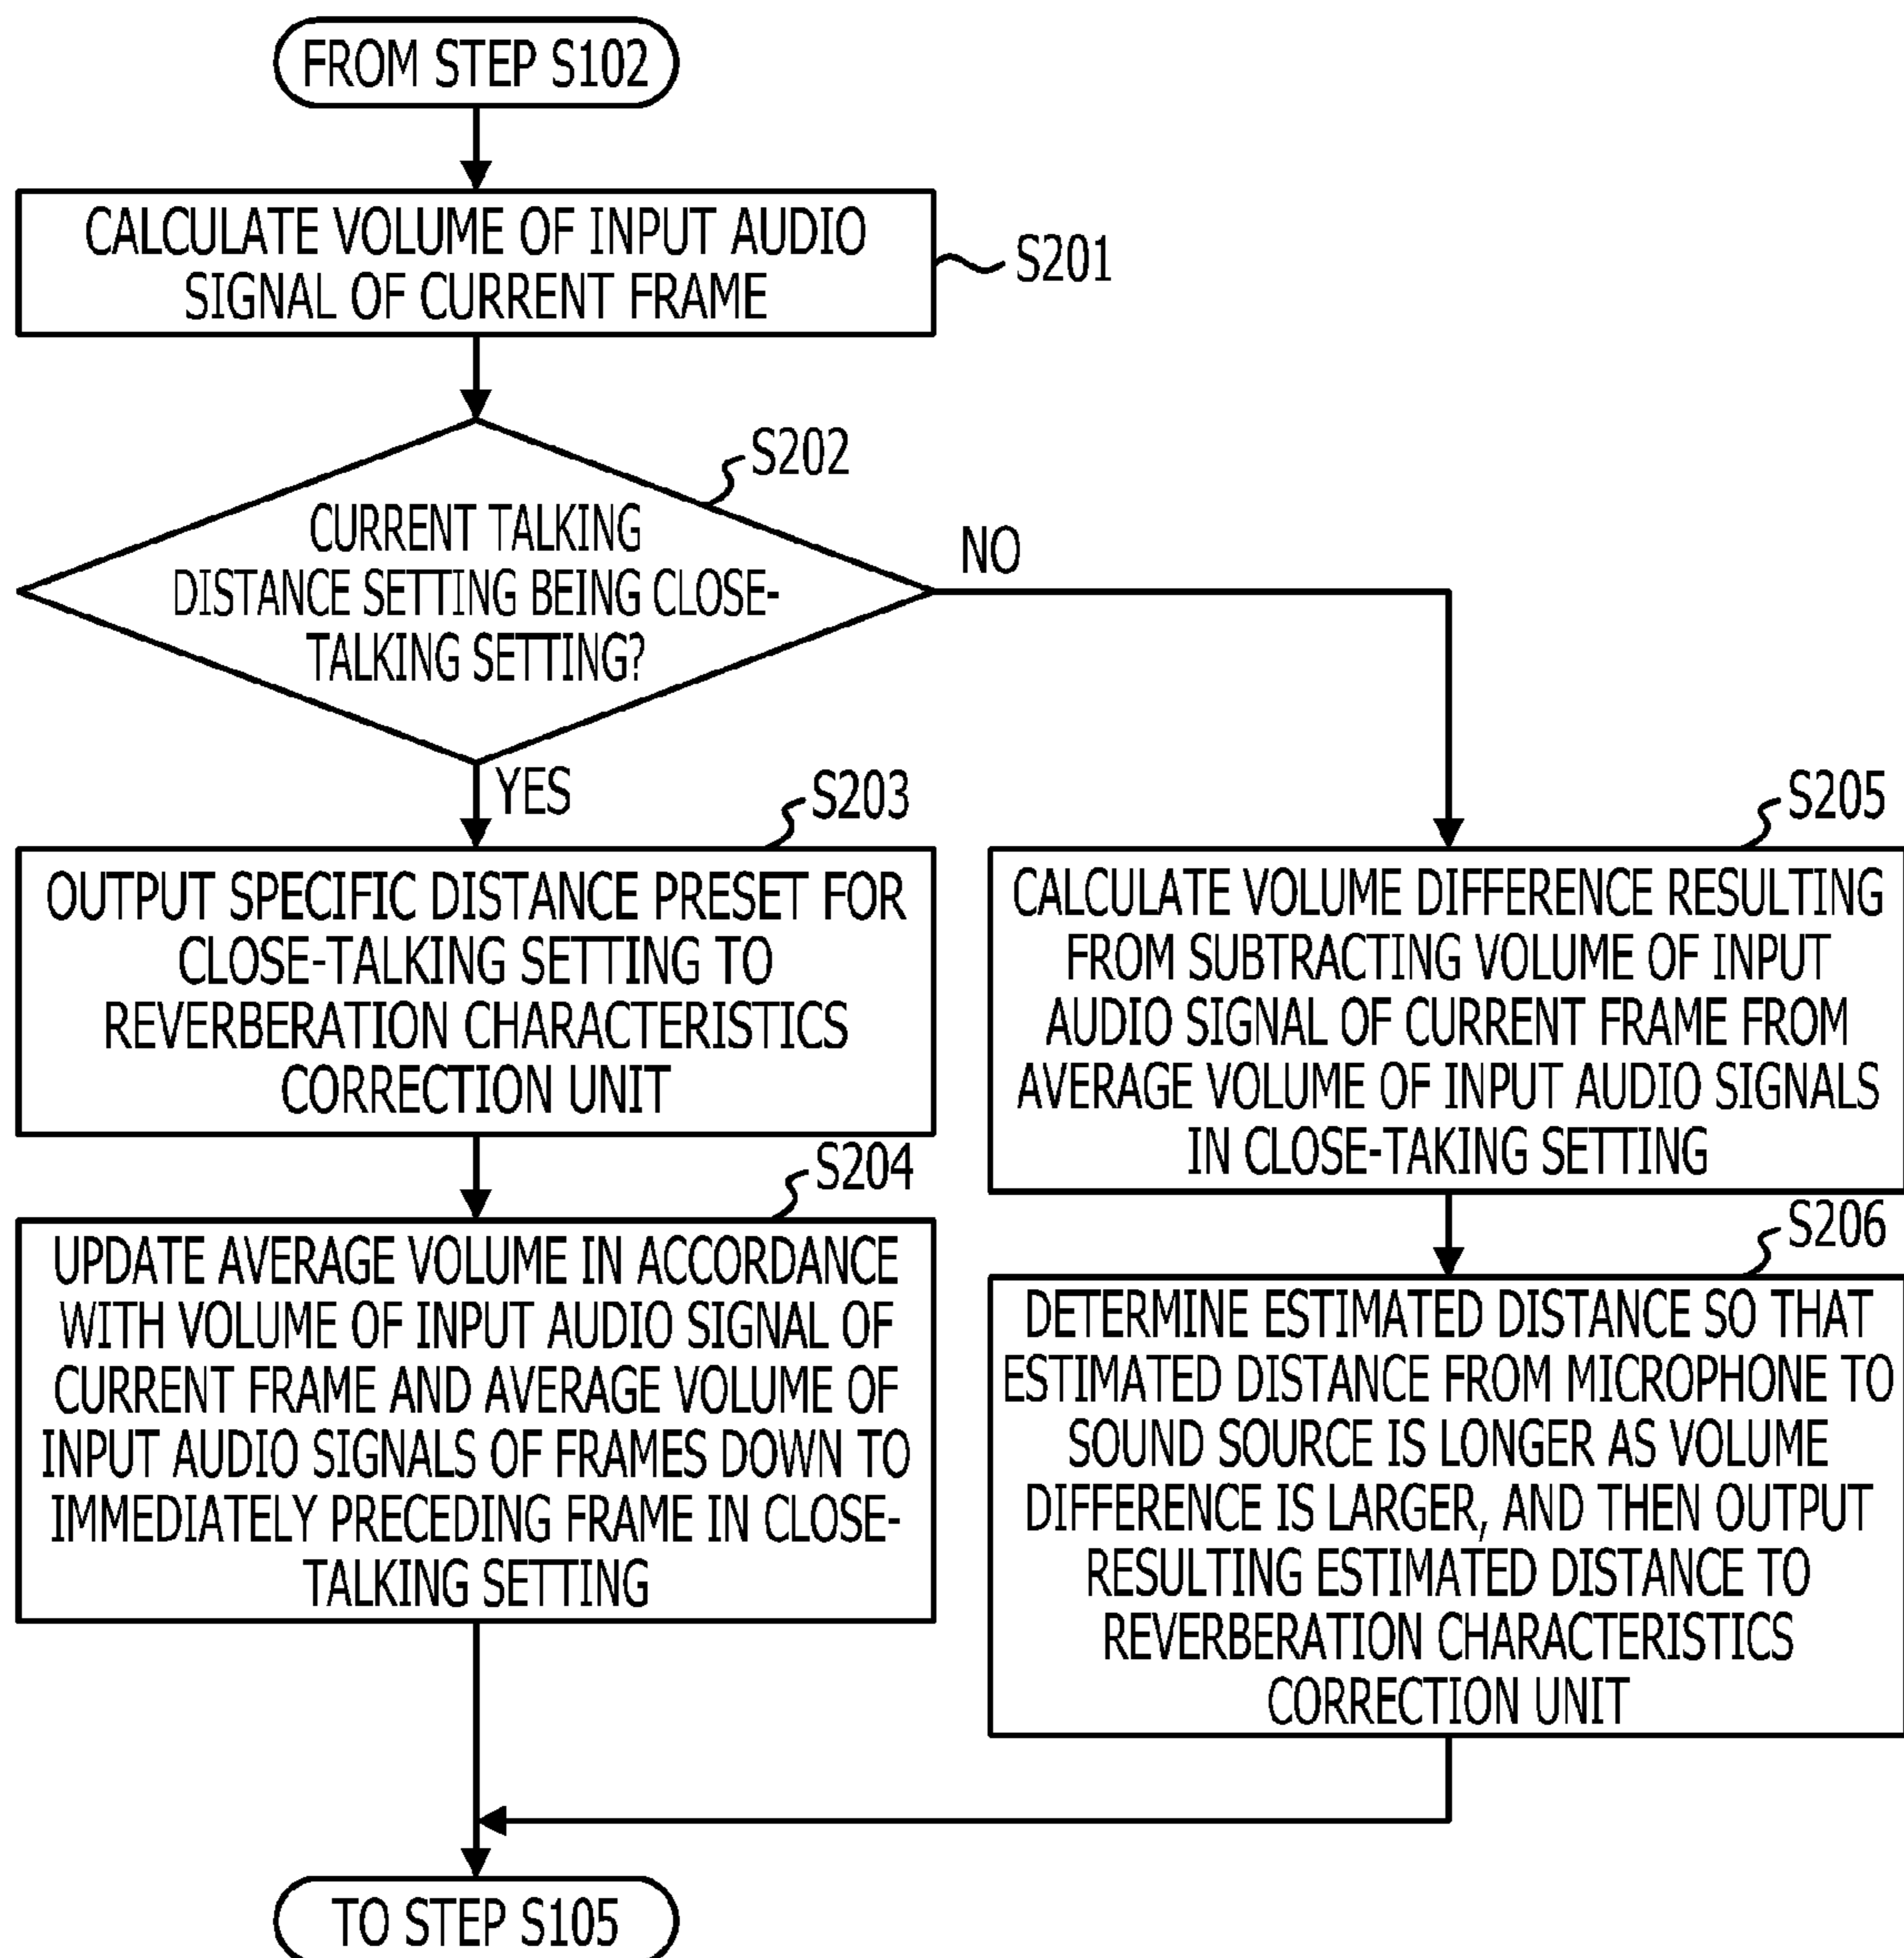 FROM STEP S102
CALCULATE VOLUME OF INPUT AUDIO
SIGNAL OF CURRENT FRAME
S201
S202
CURRENT TALKING
DISTANCE SETTING BEING CLOSE-
TALKING SETTING?
NO
YES
S203
OUTPUT SPECIFIC DISTANCE PRESET FOR
CLOSE-TALKING SETTING TO
REVERBERATION CHARACTERISTICS
CORRECTION UNIT
S204
UPDATE AVERAGE VOLUME IN ACCORDANCE
WITH VOLUME OF INPUT AUDIO SIGNAL OF
CURRENT FRAME AND AVERAGE VOLUME OF
INPUT AUDIO SIGNALS OF FRAMES DOWN TO
IMMEDIATELY PRECEDING FRAME IN CLOSE-
TALKING SETTING
S205
CALCULATE VOLUME DIFFERENCE RESULTING
FROM SUBTRACTING VOLUME OF INPUT
AUDIO SIGNAL OF CURRENT FRAME FROM
AVERAGE VOLUME OF INPUT AUDIO SIGNALS
IN CLOSE-TAKING SETTING
S206
DETERMINE ESTIMATED DISTANCE SO THAT
ESTIMATED DISTANCE FROM MICROPHONE TO
SOUND SOURCE IS LONGER AS VOLUME
DIFFERENCE IS LARGER, AND THEN OUTPUT
RESULTING ESTIMATED DISTANCE TO
REVERBERATION CHARACTERISTICS
CORRECTION UNIT
TO STEP S105